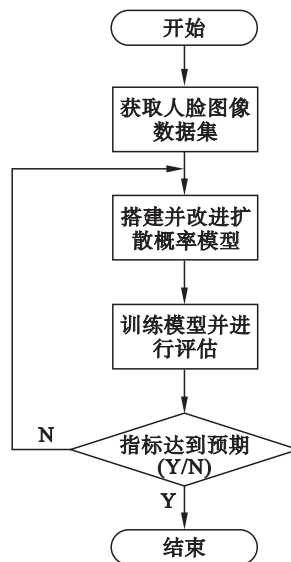 开始
获取人脸图像
数据集
搭建并改进扩
散概率模型
训练模型并进
行评估
N
指标达到预期
(Y/N)
Y
结束